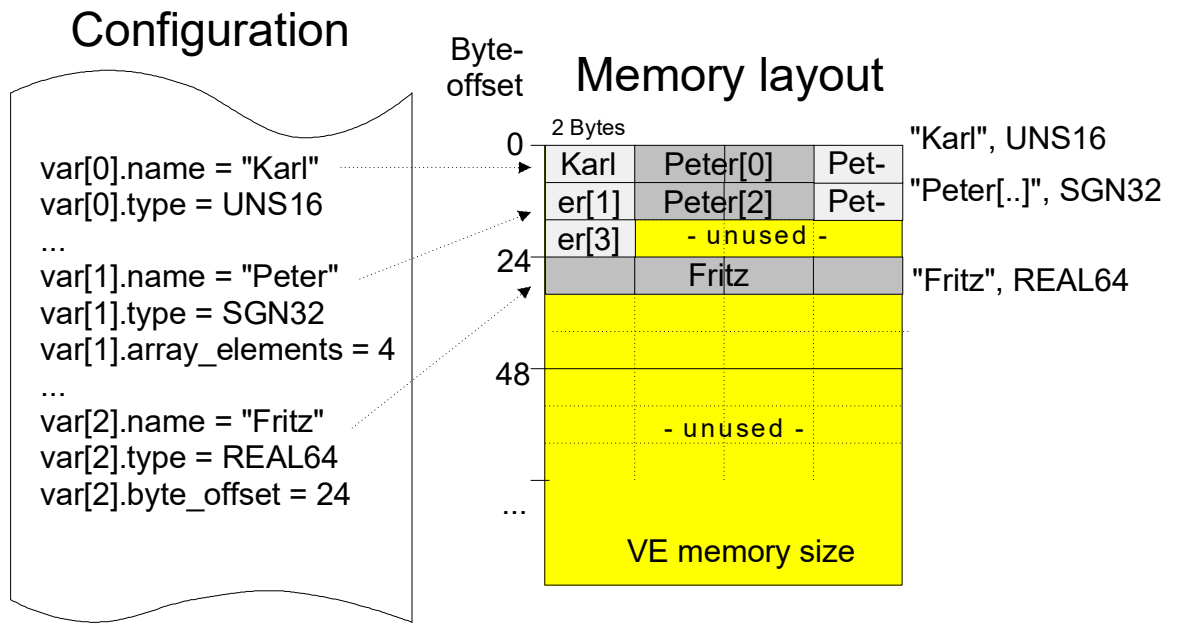 Configuration
var[0].name = "Karl"
var[0].type = UNS16
...
var[1].name = "Peter"
var[1].type = SGN32
var[1].array_elements = 4
...
var[2].name = "Fritz"
var[2].type = REAL64
var[2].byte_offset = 24
Byte-
offset
Memory layout
2 Bytes
0
Karl Peter[0] Pet-
"Karl", UNS16
er[1] Peter[2] Pet-
"Peter[..]", SGN32
er[3] - unused -
24
Fritz
"Fritz", REAL64
48
- unused -
...
VE memory size